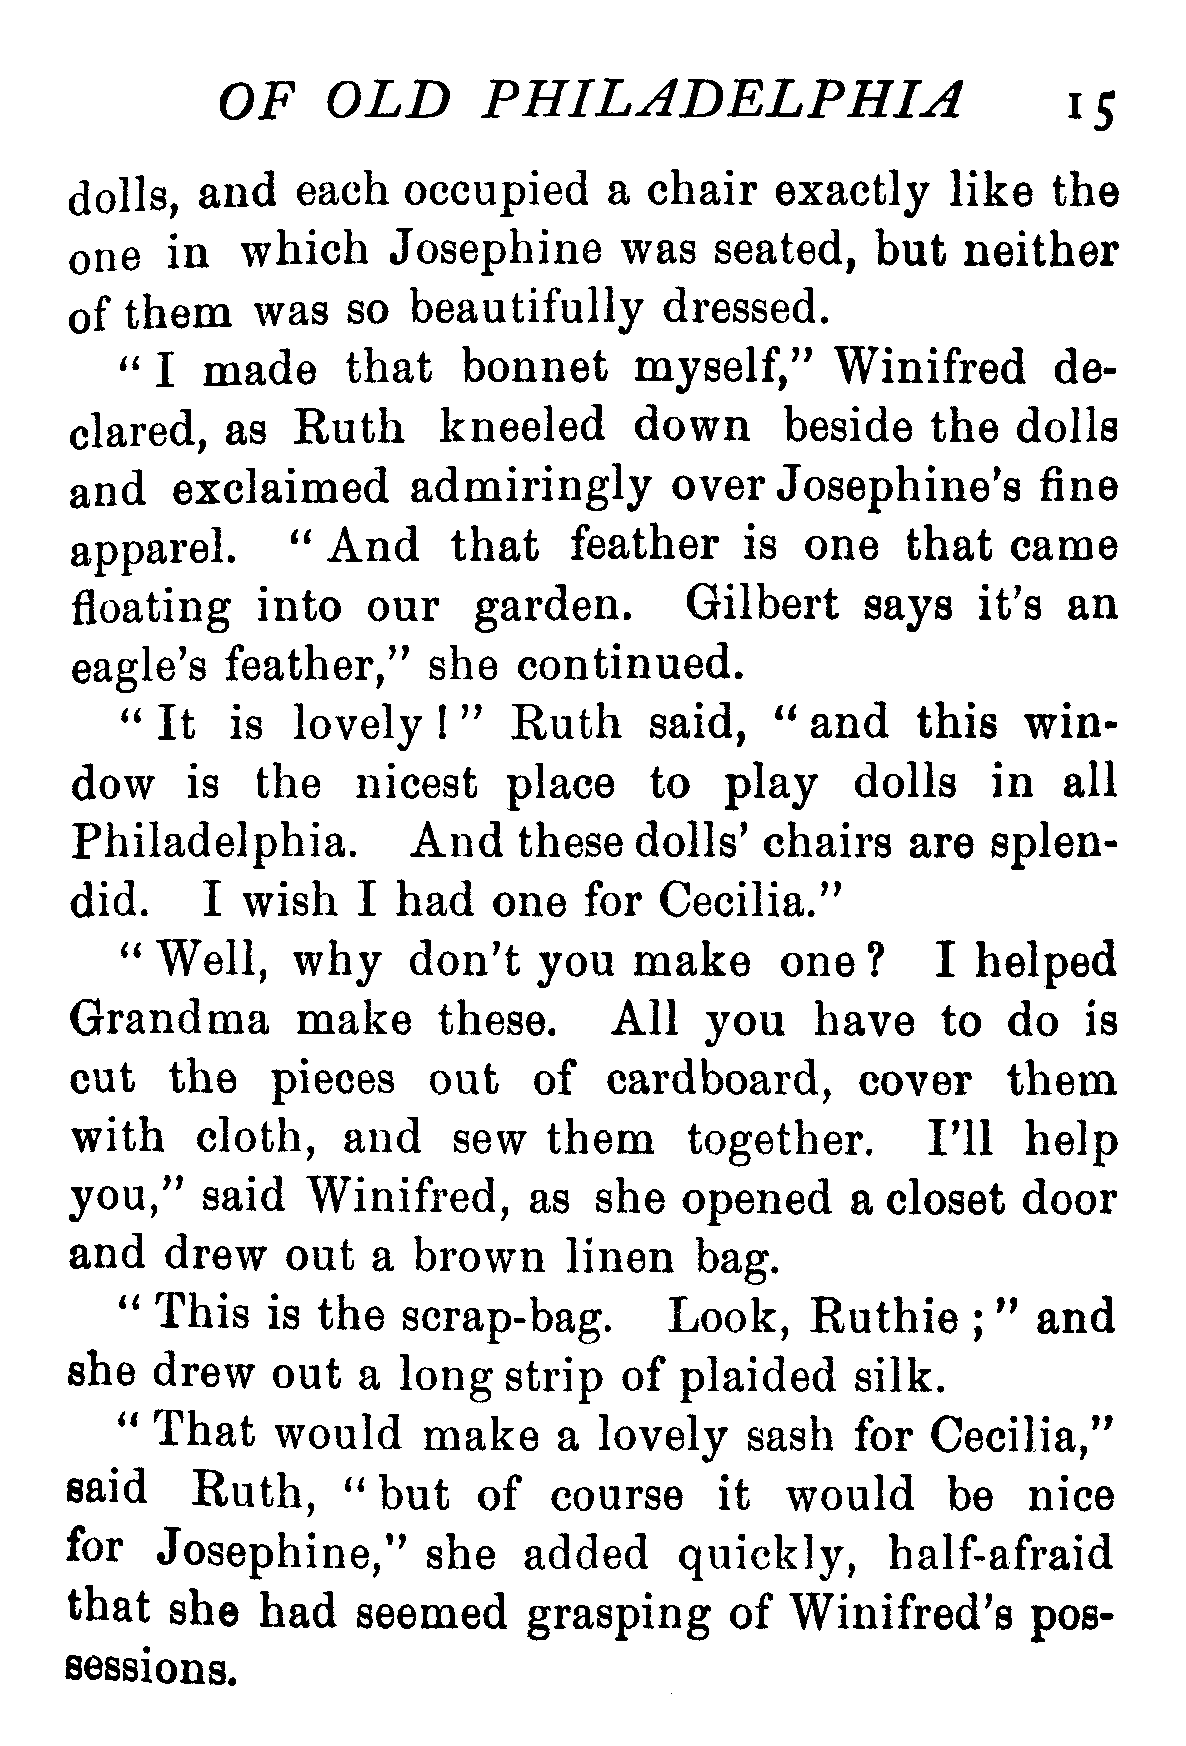 OF OLD PHILADELPHIA 15
dolls, and each occupied a chair exactly like the
one in which Josephine was seated, but neither
of them was so beautifully dressed.
“ I made that bonnet myself,” Winifred de-
clared, as Ruth kneeled down beside the dolls
and exclaimed admiringly over Josephine’s fine
apparel. “ And that feather is one that came
floating into our garden. Gilbert says it’s an
eagle’s feather,” she continued.
“ It is lovely ! ” Ruth said, “ and this win-
dow is the nicest place to play dolls in all
Philadelphia. And these dolls’ chairs are splen-
did. I wish I had one for Cecilia.”
“ Well, why don’t you make one ? I helped
Grandma make these. All you have to do is
cut the pieces out of cardboard, cover them
with cloth, and sew them together. I’ll help
you,” said Winifred, as she opened a closet door
and drew out a brown linen bag.
“ This is the scrap-bag. Look, Ruthie ; ” and
she drew out a long strip of plaided silk.
“ That would make a lovely sash for Cecilia,”
said Ruth, “ but of course it would be nice
for Josephine,” she added quickly, half-afraid
that she had seemed grasping of Winifred’s pos-
sessions.